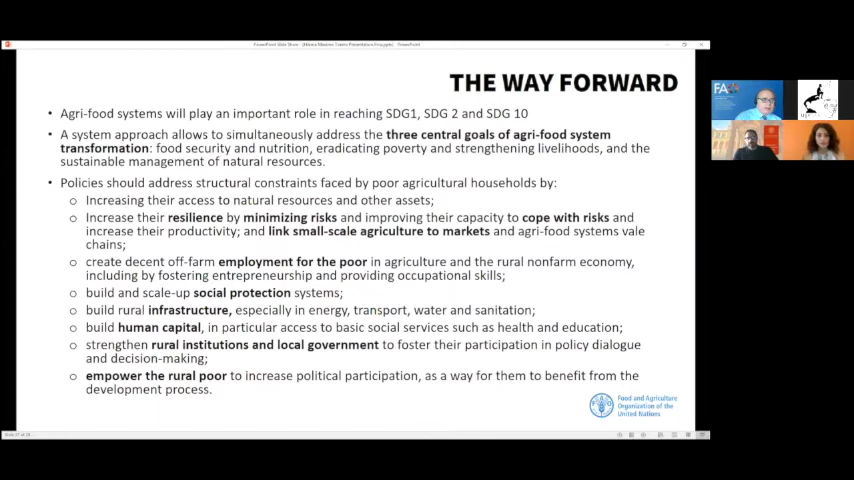 THE WAY FORWARD
• Agri-food systems will play an important role in reaching SDG1, SDG 2 and SDG 10
• A system approach allows to simultaneously address the three central goals of agri-food system
transformation: food security and nutrition, eradicating poverty and strengthening livelihoods, and the
sustainable management of natural resources.
• Policies should address structural constraints faced by poor agricultural households by:
o Increasing their access to natural resources and other assets;
o Increase their resilience by minimizing risks and improving their capacity to cope with risks and
increase their productivity; and link small-scale agriculture to markets and agri-food systems vale
chains;
o create decent off-farm employment for the poor in agriculture and the rural nonfarm economy,
including by fostering entrepreneurship and providing occupational skills;
o build and scale-up social protection systems;
o build rural infrastructure, especially in energy, transport, water and sanitation;
o build human capital, in particular access to basic social services such as health and education;
o strengthen rural institutions and local government to foster their participation in policy dialogue
and decision-making;
o empower the rural poor to increase political participation, as a way for them to benefit from the
development process.
Food and Agriculture
Organization of the
United Nations
FA